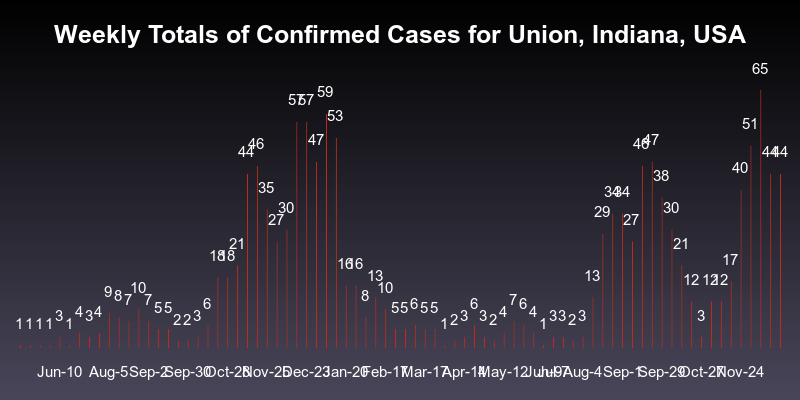 Weekly Totals of Confirmed Cases for Union, Indiana, USA
1 1 1 1 3 1 4 3 4 9 8 7 10 7 5 5 2 2 3 6 18 18 21 44 46 35 27 30 57 57 47 59 53 16 16 8 13 10 5 5 6 5 5 1 2 3 6 3 2 4 7 6 4 1 3 3 2 3 13 29 34 34 27 46 47 38 30 21 12 3 12 12 17 40 51 65 44 44
Jun-10 Aug-5 Sep-2 Sep-30 Oct-28 Nov-25 Dec-23 Jan-20 Feb-17 Mar-17 Apr-14 May-12 Jun-9 Aug-4 Sep-1 Sep-29 Oct-27 Nov-24